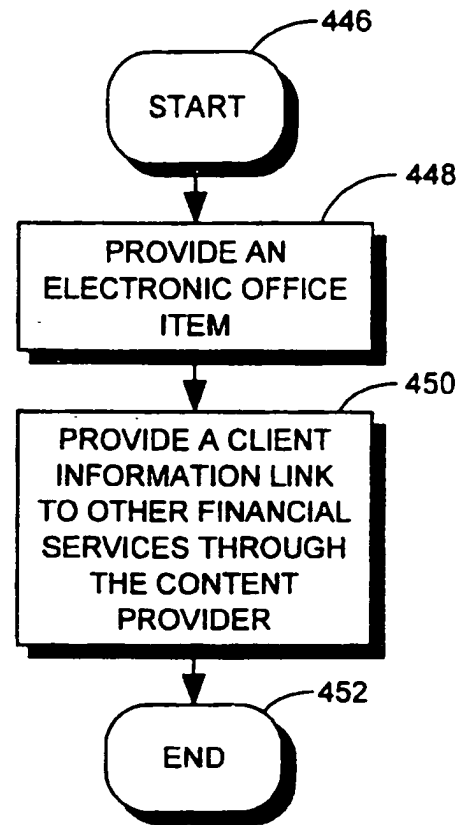 446
START
448
PROVIDE AN
ELECTRONIC OFFICE
ITEM
450
PROVIDE A CLIENT
INFORMATION LINK
TO OTHER FINANCIAL
SERVICES THROUGH
THE CONTENT
PROVIDER
452
END